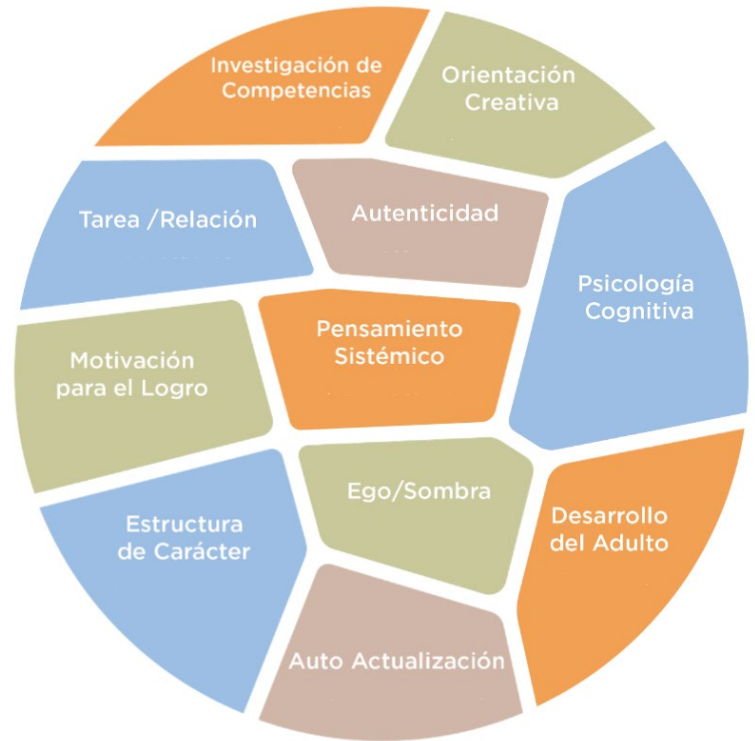 Investigación de
Competencias
Orientación
Creativa
Tarea /Relación
Autenticidad
Psicología
Cognitiva
Motivación
para el Logro
Pensamiento
Sistémico
Ego/Sombra
Estructura
de Carácter
Desarrollo
del Adulto
Auto Actualización